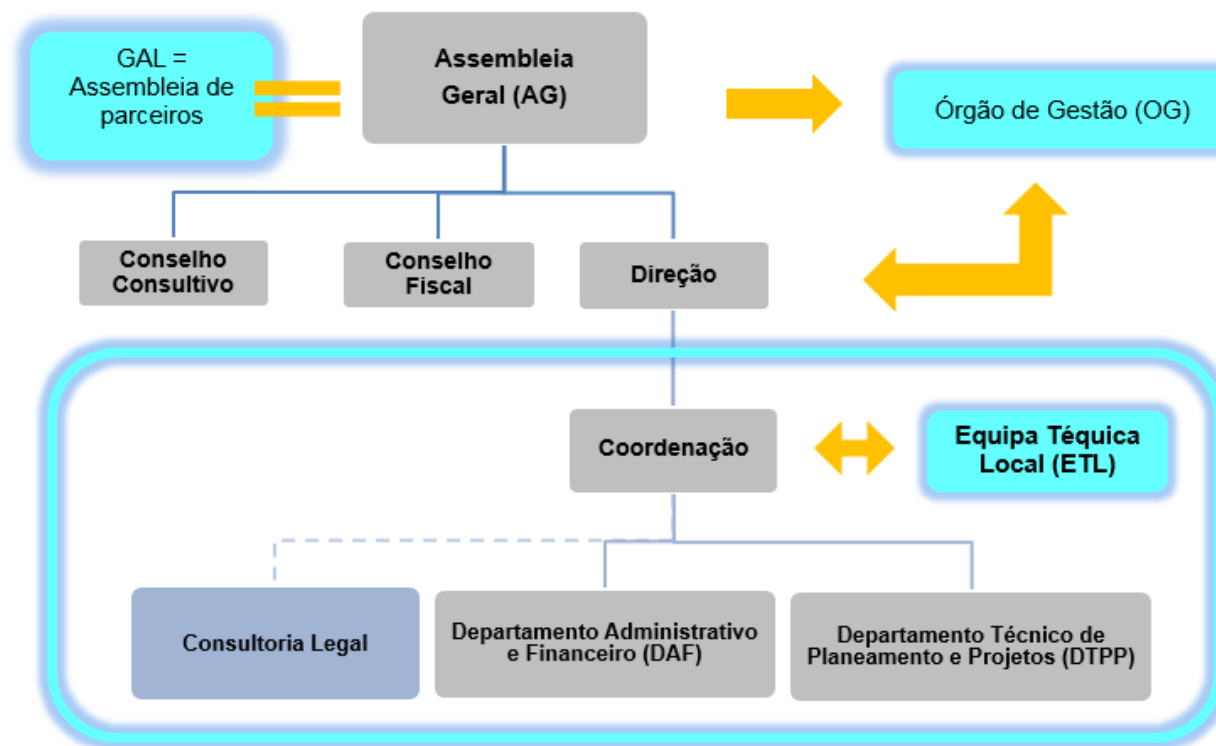 GAL =
Assembleia de
parceiros
Assembleia
Geral (AG)
Órgão de Gestão (OG)
Conselho
Consultivo
Conselho
Fiscal
Direção
Coordenação
Equipa Téquica
Local (ETL)
Consultoria Legal
Departamento Administrativo
e Financeiro (DAF)
Departamento Técnico de
Planeamento e Projetos (DTPP)